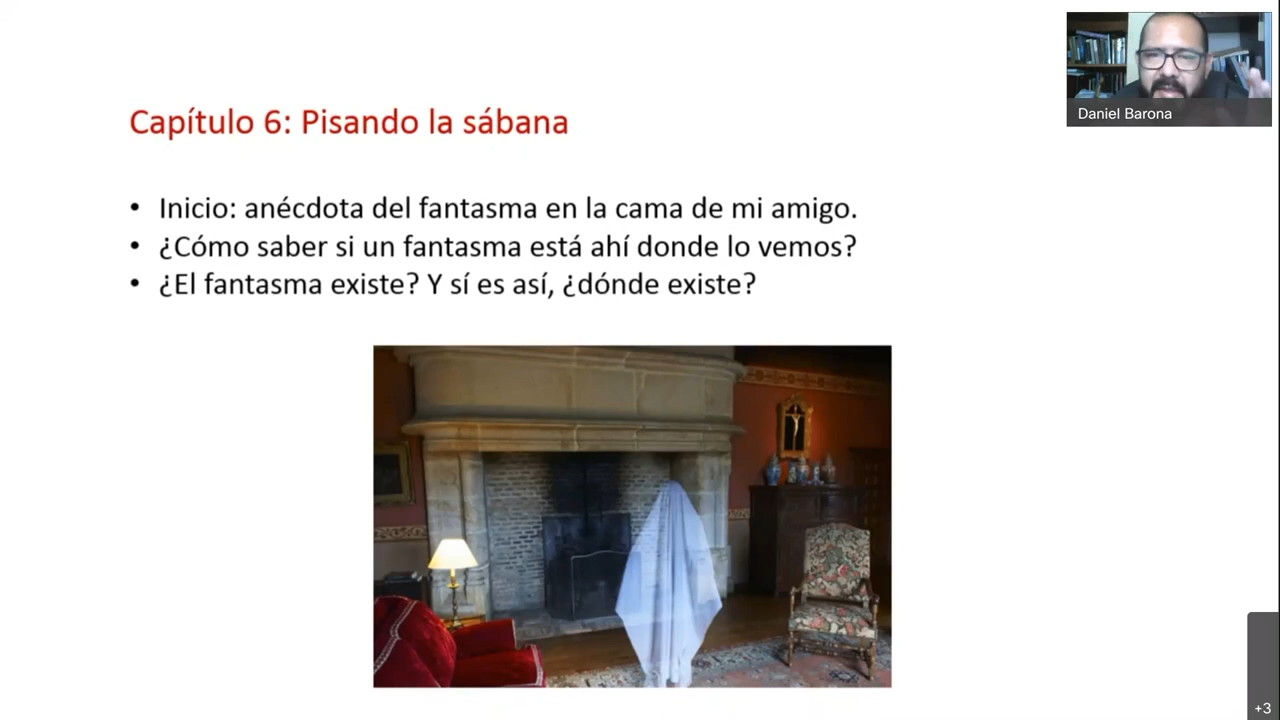 Capítulo 6: Pisando la sábana
• Inicio: anécdota del fantasma en la cama de mi amigo.
• ¿Cómo saber si un fantasma está ahí donde lo vemos?
• ¿El fantasma existe? Y sí es así, ¿dónde existe?
Daniel Barona
+3